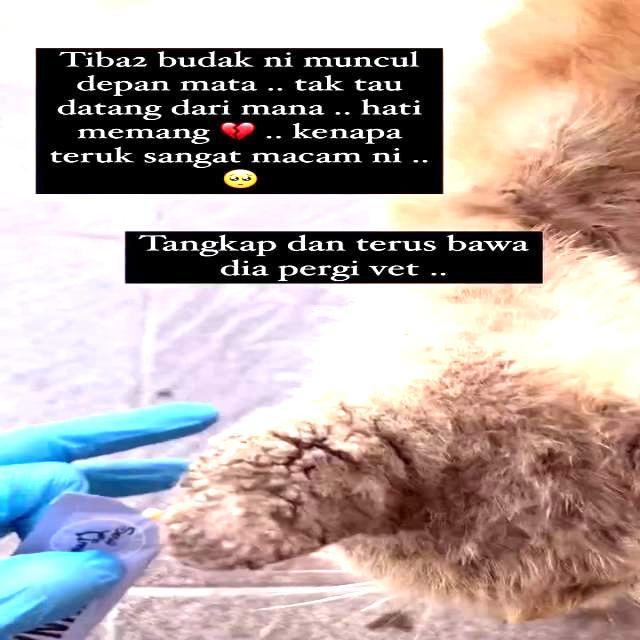 Tiba2 budak ni muncul
depan mata .. tak tau
datang dari mana .. hati
memang 💔 .. kenapa
teruk sangat macam ni ..
🥺
Tangkap dan terus bawa
dia pergi vet ..